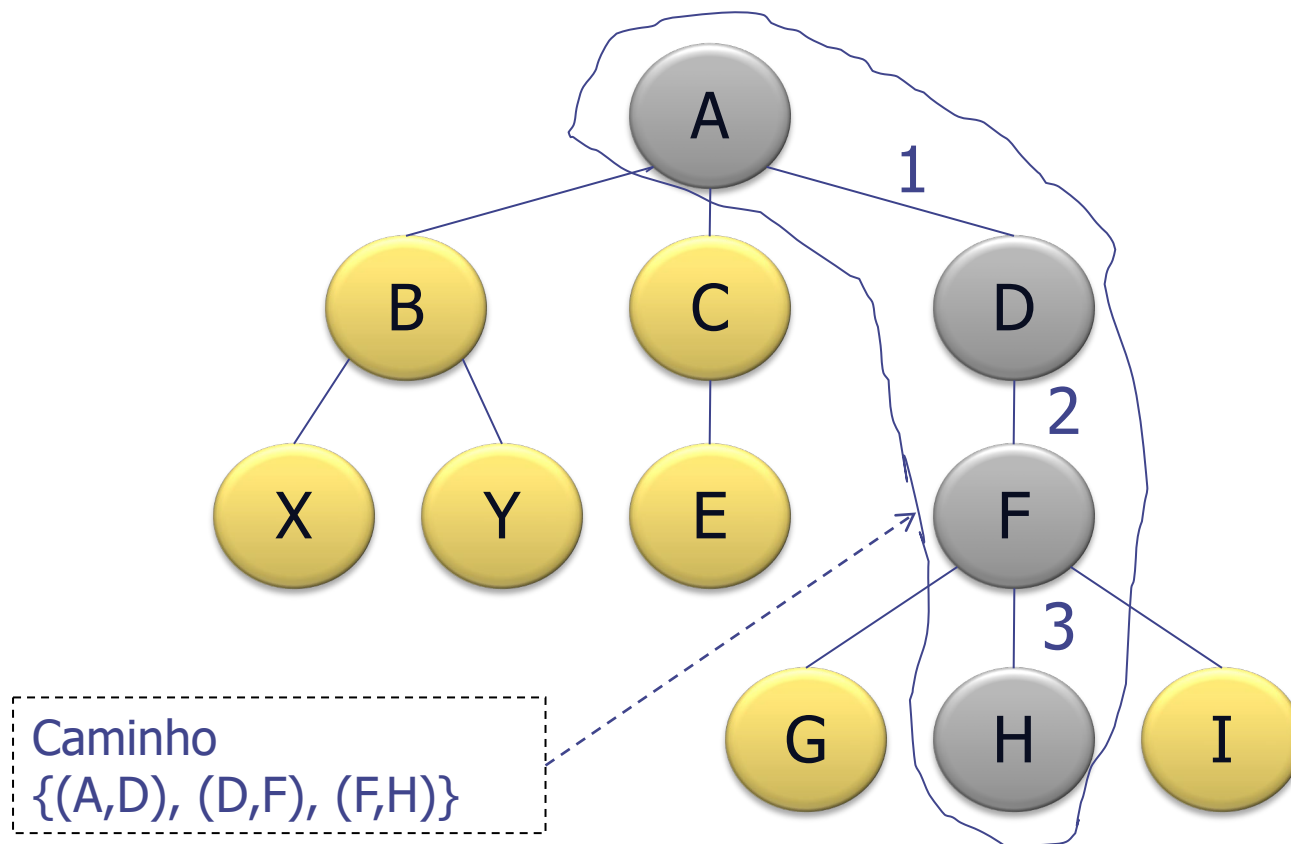 A
1
B
C
D
2
X
Y
E
F
3
G
H
I
Caminho
{(A,D), (D,F), (F,H)}